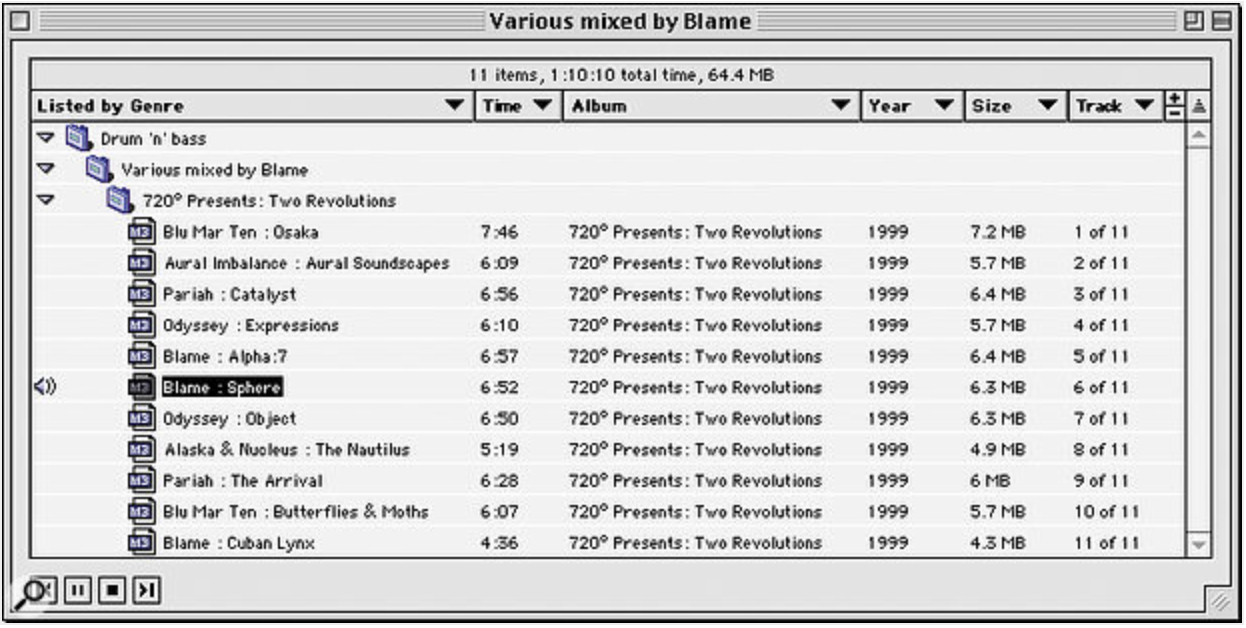 Various mixed by Blame
11 items, 1:10:10 total time, 64.4 MB
Listed by Genre Time Album Year Size Track
Drum 'n' bass
Various mixed by Blame
720° Presents: Two Revolutions
Blu Mar Ten : Osaka 7:46 720° Presents: Two Revolutions 1999 7.2 MB 1 of 11
Aural Imbalance : Aural Soundscapes 6:09 720° Presents: Two Revolutions 1999 5.7 MB 2 of 11
Pariah : Catalyst 6:56 720° Presents: Two Revolutions 1999 6.4 MB 3 of 11
Odyssey : Expressions 6:10 720° Presents: Two Revolutions 1999 5.7 MB 4 of 11
Blame : Alpha:7 6:57 720° Presents: Two Revolutions 1999 6.4 MB 5 of 11
Blame : Sphere 6:52 720° Presents: Two Revolutions 1999 6.3 MB 6 of 11
Odyssey : Object 6:50 720° Presents: Two Revolutions 1999 6.3 MB 7 of 11
Alaska & Nucleus : The Nautilus 5:19 720° Presents: Two Revolutions 1999 4.9 MB 8 of 11
Pariah : The Arrival 6:28 720° Presents: Two Revolutions 1999 6 MB 9 of 11
Blu Mar Ten : Butterflies & Moths 6:07 720° Presents: Two Revolutions 1999 5.7 MB 10 of 11
Blame : Cuban Lynx 4:36 720° Presents: Two Revolutions 1999 4.3 MB 11 of 11